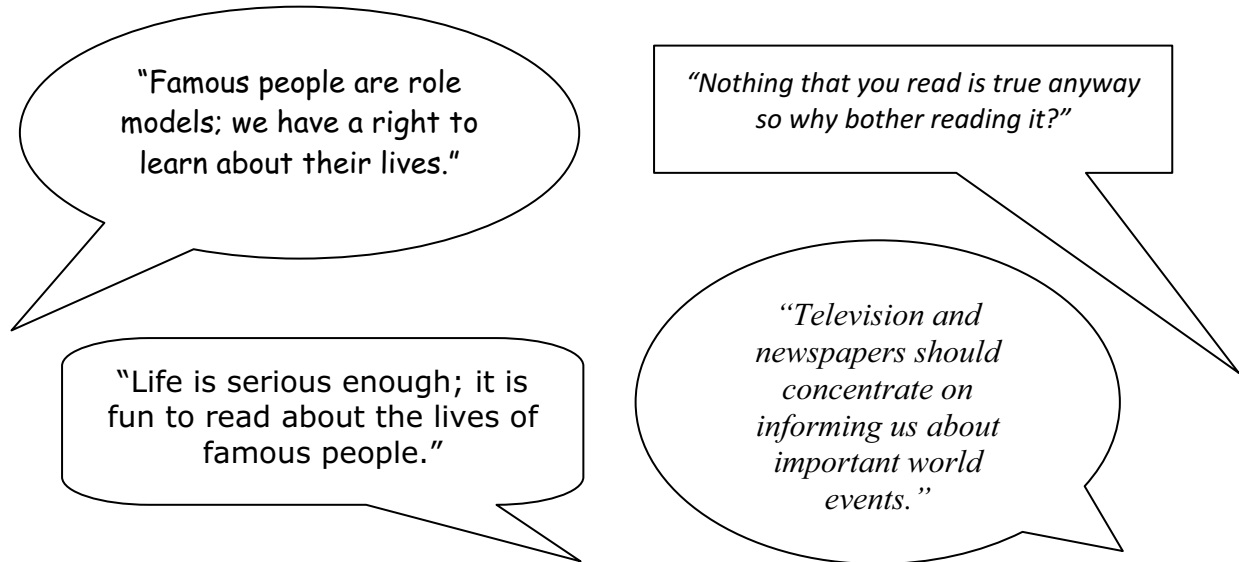 “Famous people are role
models; we have a right to
learn about their lives.”
“Nothing that you read is true anyway
so why bother reading it?”
“Life is serious enough; it is
fun to read about the lives of
famous people.”
“Television and
newspapers should
concentrate on
informing us about
important world
events.”